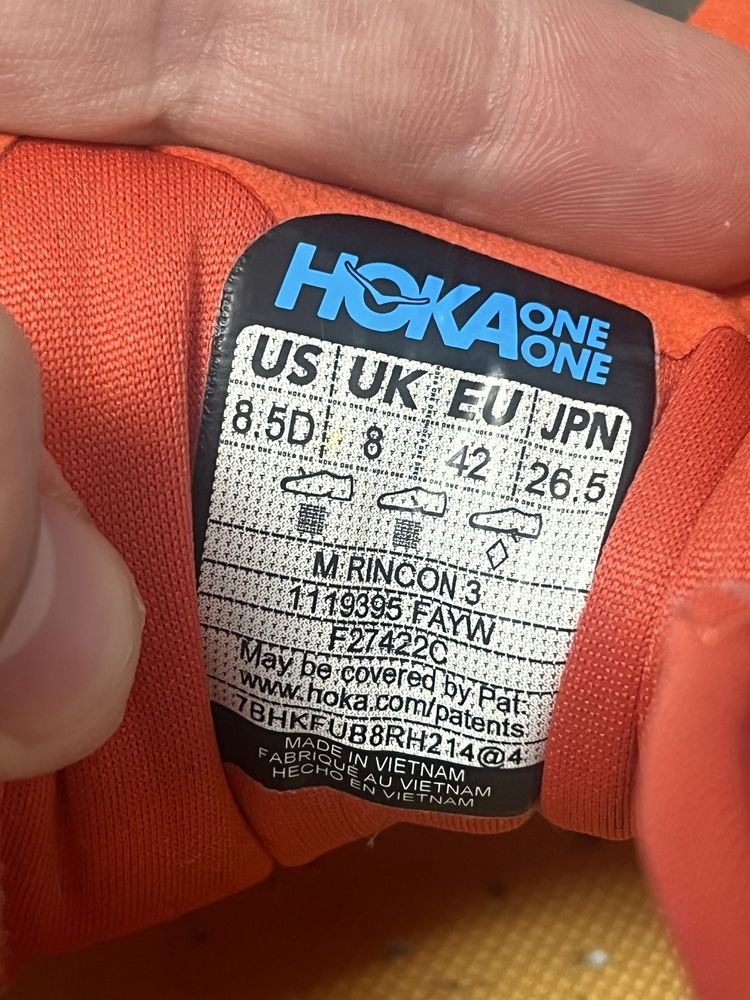 HOKA ONE ONE
US UK EU JPN
8.5D 8 42 26.5
M RINCON 3
1119395 FAYW
F27422C
May be covered by Pat.
www.hoka.com/patents
7BHKFUB8RH214@4
MADE IN VIETNAM
FABRIQUÉ AU VIETNAM
HECHO EN VIETNAM